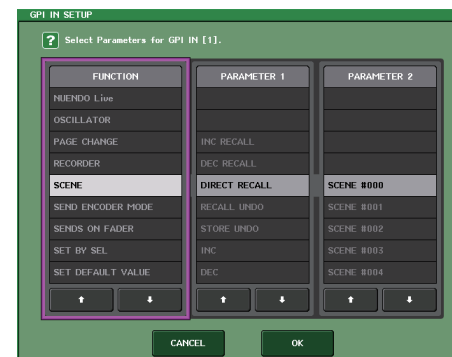 GPI IN SETUP
? Select Parameters for GPI IN [1].
FUNCTION PARAMETER 1 PARAMETER 2
NUENDO Live
OSCILLATOR
PAGE CHANGE INC RECALL
RECORDER DEC RECALL
SCENE DIRECT RECALL SCENE #000
SEND ENCODER MODE RECALL UNDO SCENE #001
SENDS ON FADER STORE UNDO SCENE #002
SET BY SEL INC SCENE #003
SET DEFAULT VALUE DEC SCENE #004
CANCEL OK